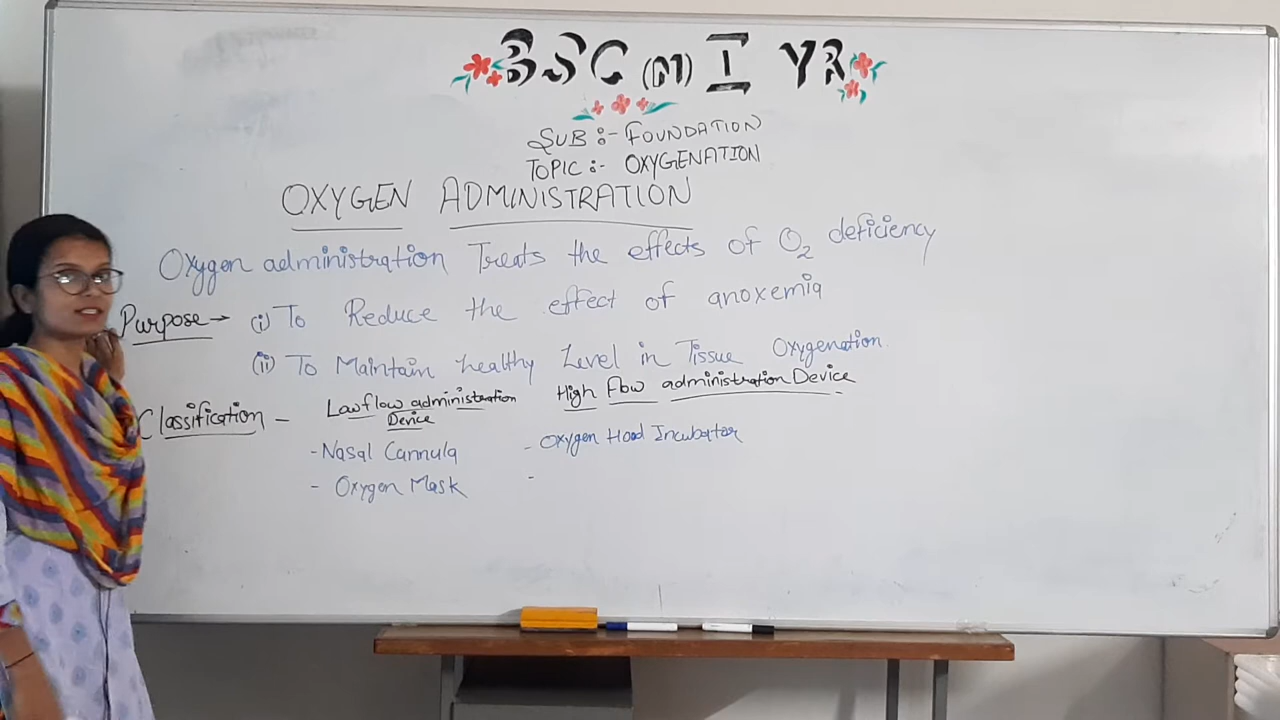 BSC (N) I YR
SUB :- FOUNDATION
TOPIC :- OXYGENATION
OXYGEN ADMINISTRATION
Oxygen administration Treats the effects of O2 deficiency
Purpose → (i) To Reduce the effect of anoxemia
(ii) To Maintain healthy Level in Tissue Oxygenation.
Classification – Low flow administration Device
- Nasal Cannula
- Oxygen Mask
High Flow administration Device
- Oxygen Hood Incubator
-